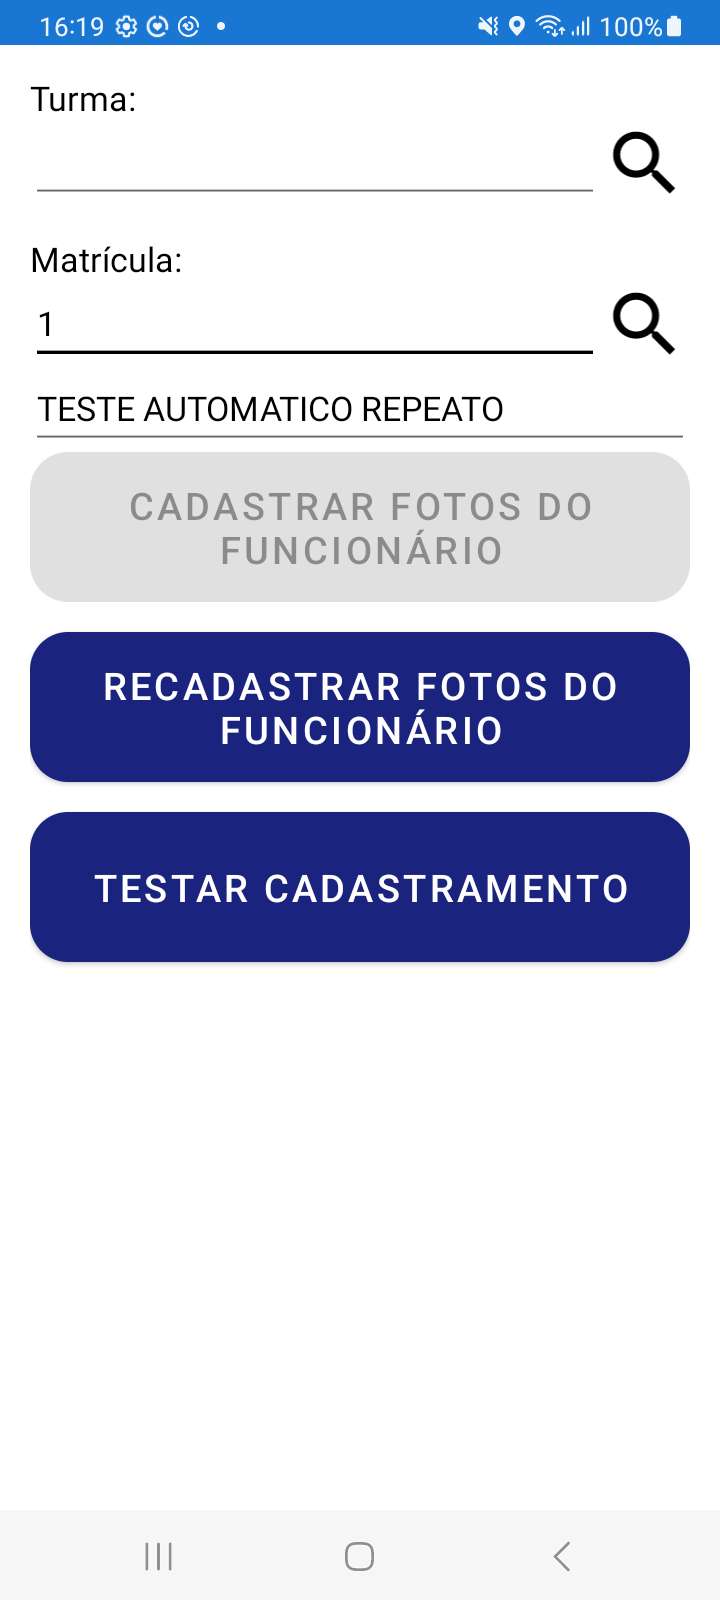 16:19 100%
Turma:
Matrícula:
1
TESTE AUTOMATICO REPEATO
CADASTRAR FOTOS DO
FUNCIONÁRIO
RECADASTRAR FOTOS DO
FUNCIONÁRIO
TESTAR CADASTRAMENTO